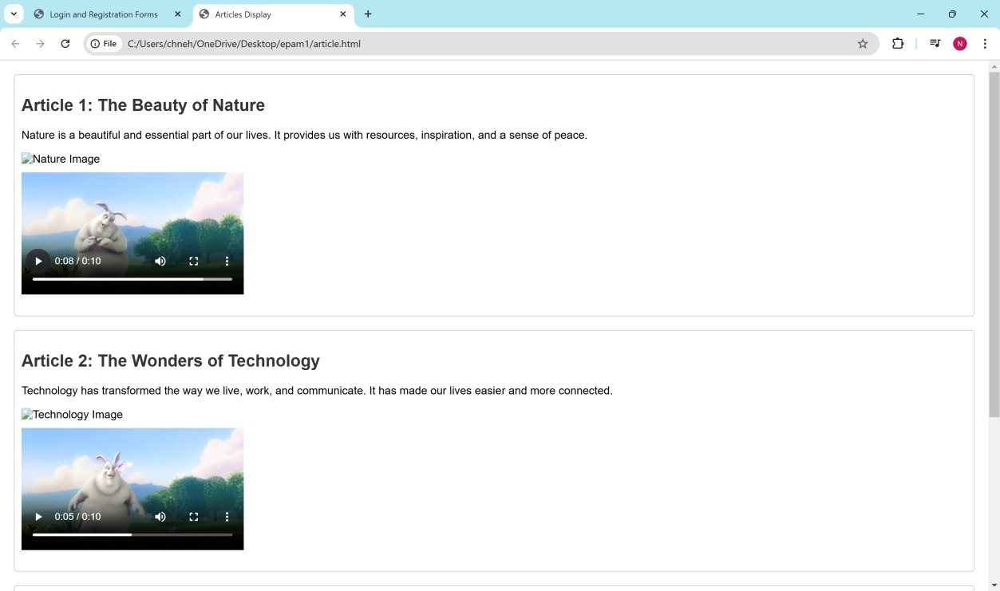 Login and Registration Forms
Articles Display
File
C:/Users/chneh/OneDrive/Desktop/epam1/article.html
N
Article 1: The Beauty of Nature
Nature is a beautiful and essential part of our lives. It provides us with resources, inspiration, and a sense of peace.
Nature Image
0:08 / 0:10
Article 2: The Wonders of Technology
Technology has transformed the way we live, work, and communicate. It has made our lives easier and more connected.
Technology Image
0:05 / 0:10